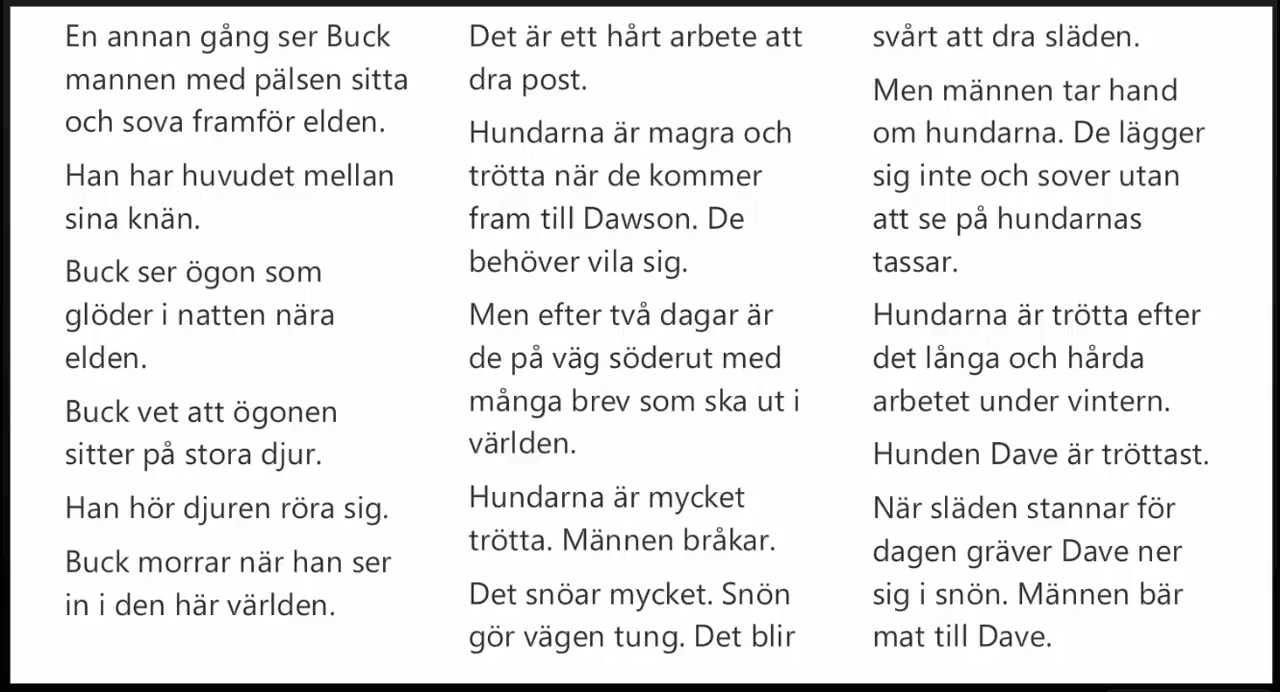 En annan gång ser Buck
mannen med pälsen sitta
och sova framför elden.
Han har huvudet mellan
sina knän.
Buck ser ögon som
glöder i natten nära
elden.
Buck vet att ögonen
sitter på stora djur.
Han hör djuren röra sig.
Buck morrar när han ser
in i den här världen.
Det är ett hårt arbete att
dra post.
Hundarna är magra och
trötta när de kommer
fram till Dawson. De
behöver vila sig.
Men efter två dagar är
de på väg söderut med
många brev som ska ut i
världen.
Hundarna är mycket
trötta. Männen bråkar.
Det snöar mycket. Snön
gör vägen tung. Det blir
svårt att dra släden.
Men männen tar hand
om hundarna. De lägger
sig inte och sover utan
att se på hundarnas
tassar.
Hundarna är trötta efter
det långa och hårda
arbetet under vintern.
Hunden Dave är tröttast.
När släden stannar för
dagen gräver Dave ner
sig i snön. Männen bär
mat till Dave.